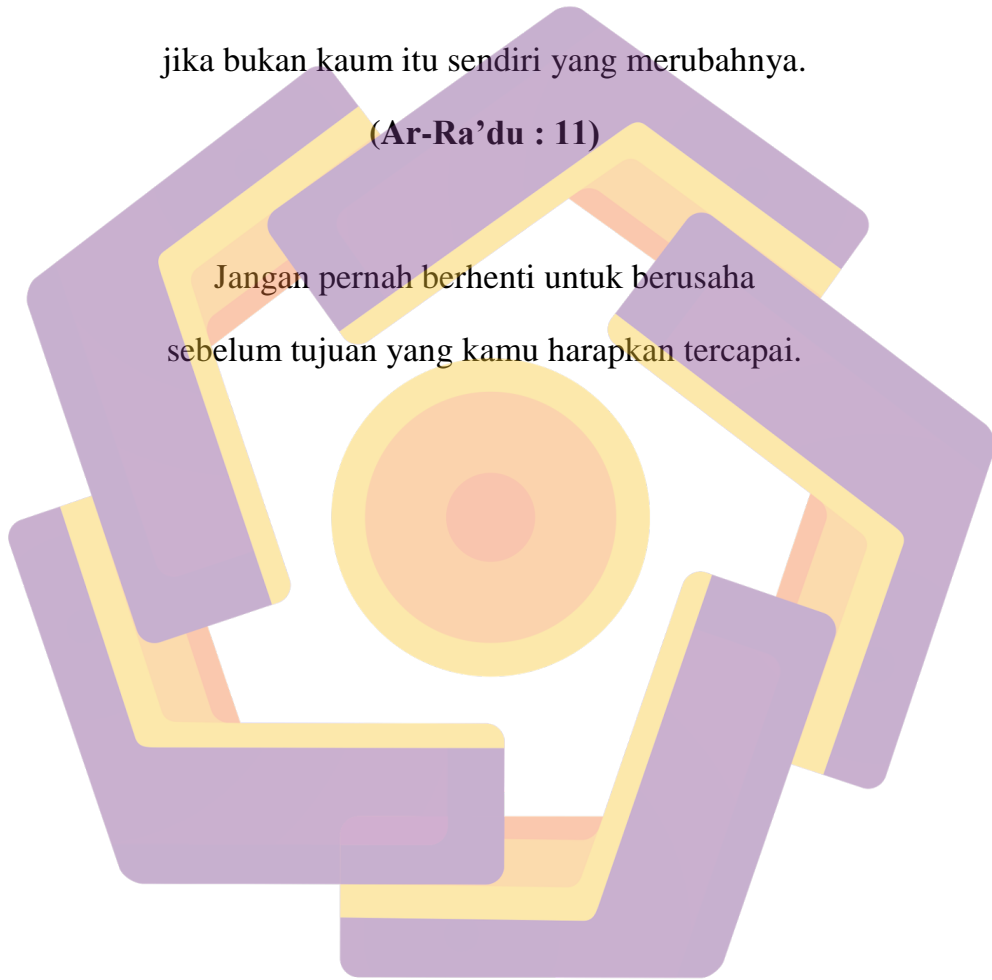 jika bukan kaum itu sendiri yang merubahnya.
(Ar-Ra’du : 11)
Jangan pernah berhenti untuk berusaha
sebelum tujuan yang kamu harapkan tercapai.